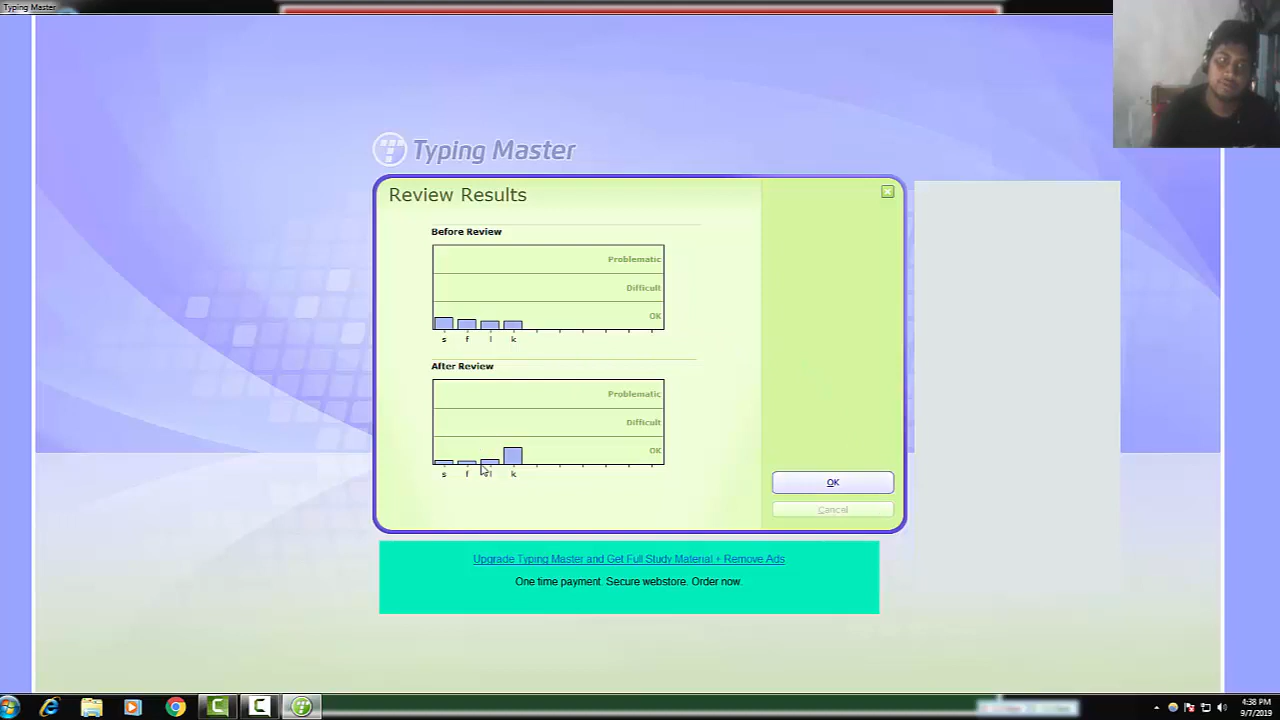 Typing Master
Typing Master
Review Results
Before Review
Problematic
Difficult
OK
s f l k
After Review
Problematic
Difficult
OK
s f l k
OK
Cancel
Upgrade Typing Master and Get Full Study Material + Remove Ads
One time payment. Secure webstore. Order now.
4:38 PM
9/7/2019